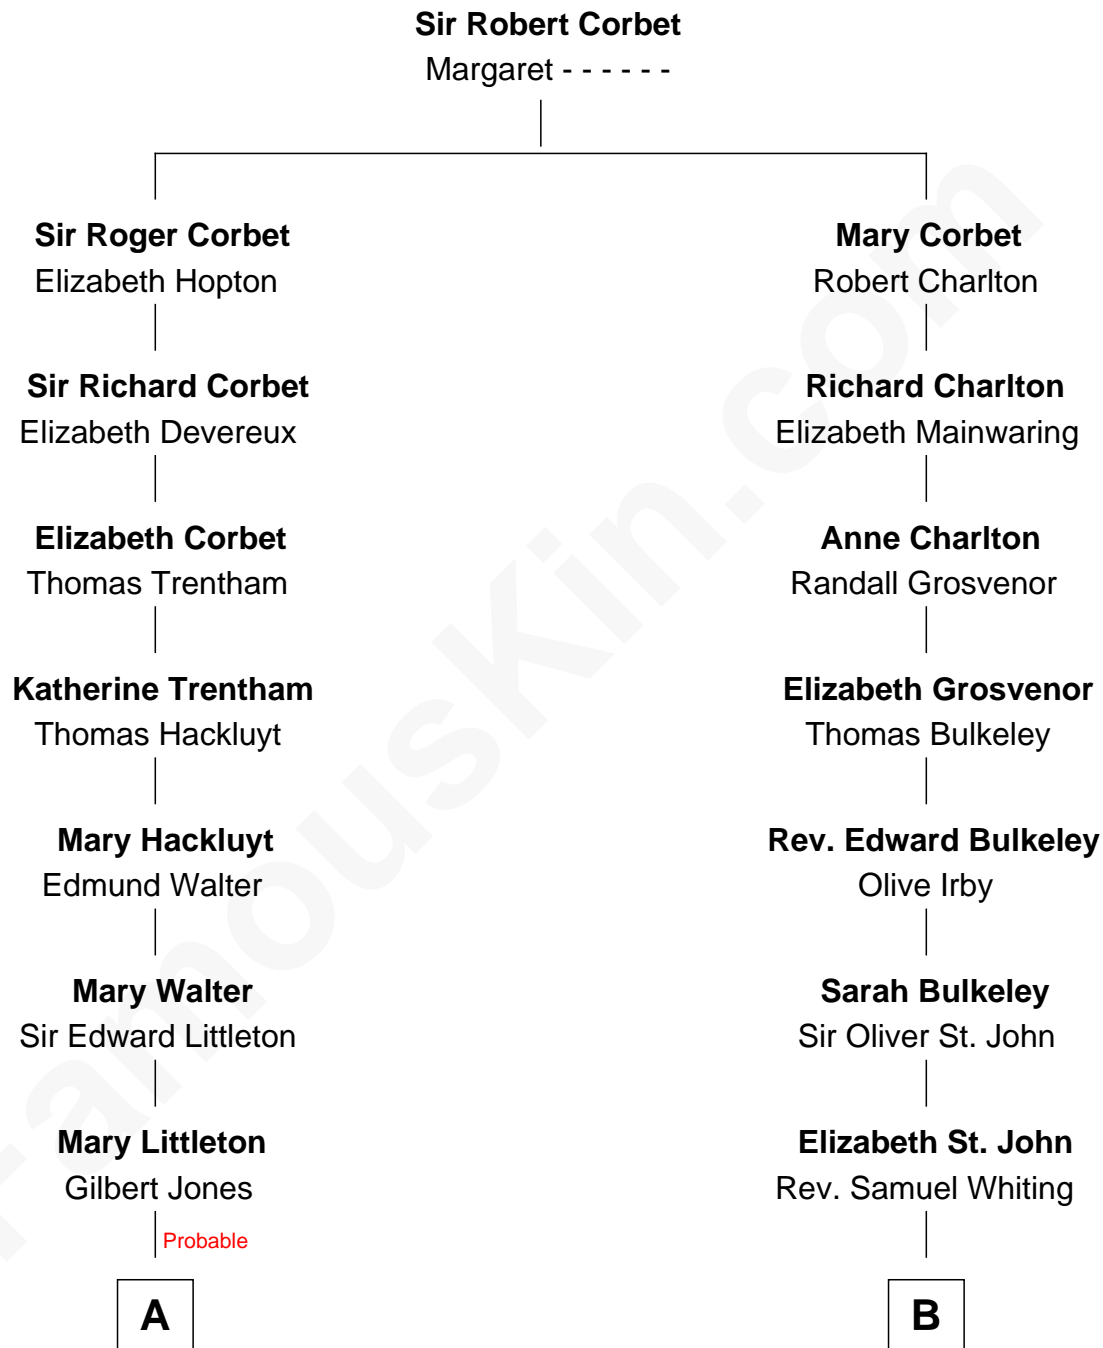 Sir Robert Corbet
Margaret - - - - - -
Sir Roger Corbet
Elizabeth Hopton
Mary Corbet
Robert Charlton
Sir Richard Corbet
Elizabeth Devereux
Richard Charlton
Elizabeth Mainwaring
Elizabeth Corbet
Thomas Trentham
Anne Charlton
Randall Grosvenor
Katherine Trentham
Thomas Hackluyt
Elizabeth Grosvenor
Thomas Bulkeley
Mary Hackluyt
Edmund Walter
Rev. Edward Bulkeley
Olive Irby
Mary Walter
Sir Edward Littleton
Sarah Bulkeley
Sir Oliver St. John
Mary Littleton
Gilbert Jones
Elizabeth St. John
Rev. Samuel Whiting
Probable
A
B
FamousKin.com